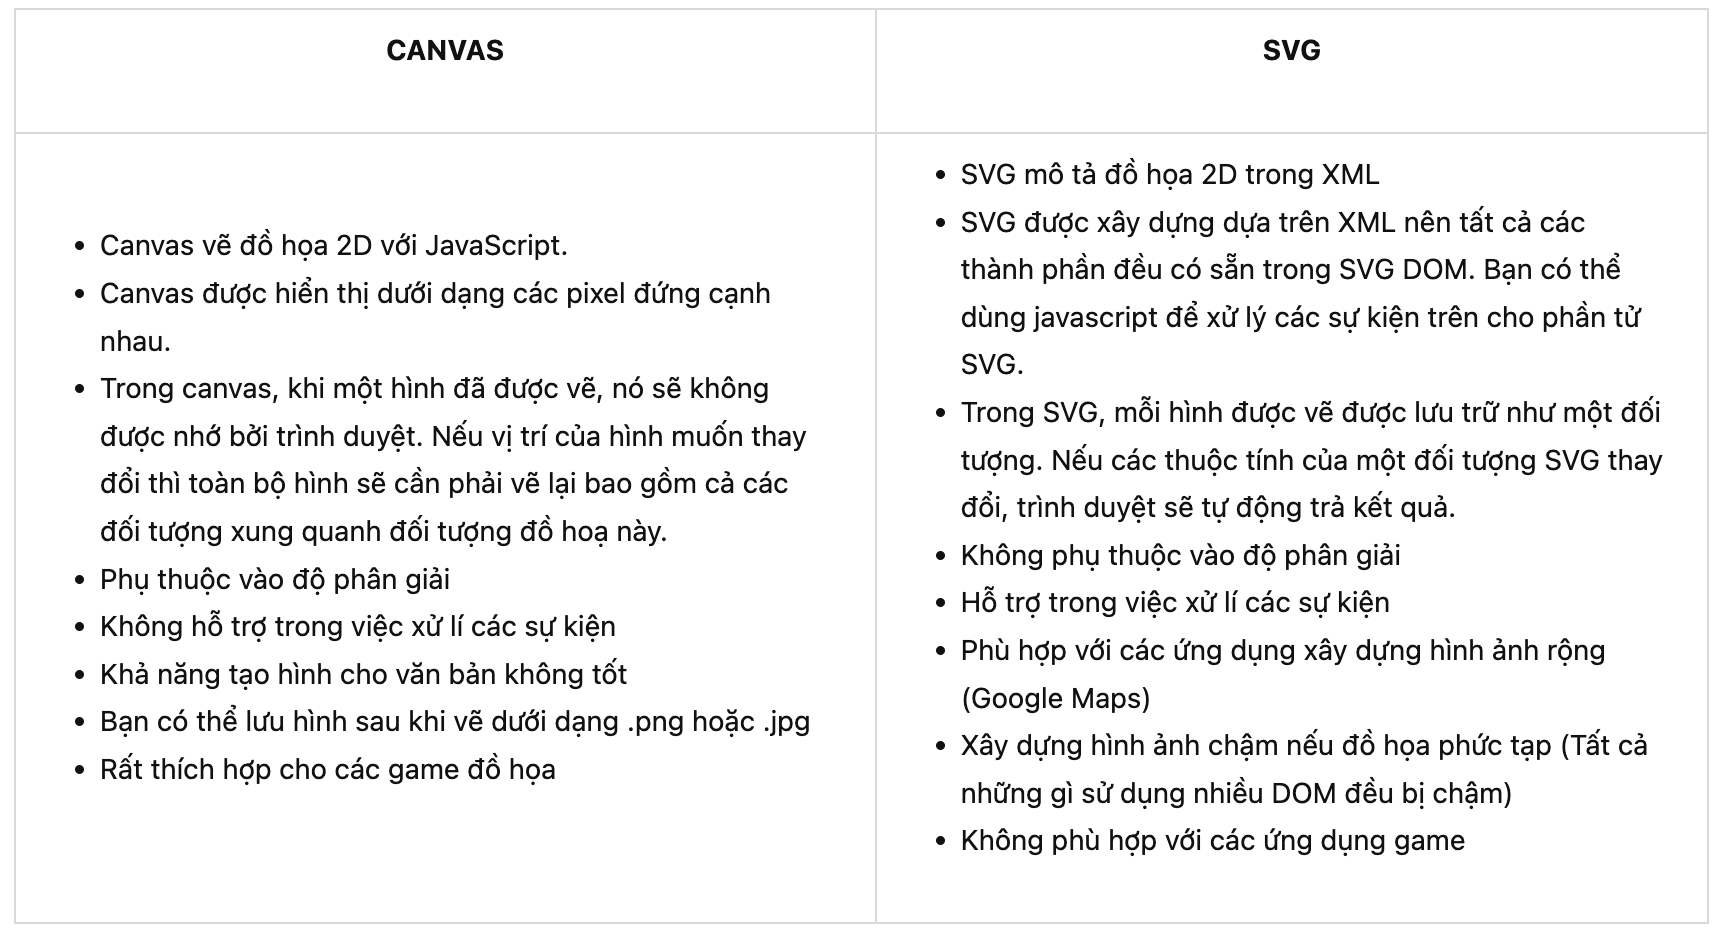 CANVAS
SVG
• Canvas vẽ đồ họa 2D với JavaScript.
• Canvas được hiển thị dưới dạng các pixel đứng cạnh
nhau.
• Trong canvas, khi một hình đã được vẽ, nó sẽ không
được nhớ bởi trình duyệt. Nếu vị trí của hình muốn thay
đổi thì toàn bộ hình sẽ cần phải vẽ lại bao gồm cả các
đối tượng xung quanh đối tượng đồ hoạ này.
• Phụ thuộc vào độ phân giải
• Không hỗ trợ trong việc xử lí các sự kiện
• Khả năng tạo hình cho văn bản không tốt
• Bạn có thể lưu hình sau khi vẽ dưới dạng .png hoặc .jpg
• Rất thích hợp cho các game đồ họa
• SVG mô tả đồ họa 2D trong XML
• SVG được xây dựng dựa trên XML nên tất cả các
thành phần đều có sẵn trong SVG DOM. Bạn có thể
dùng javascript để xử lý các sự kiện trên cho phần tử
SVG.
• Trong SVG, mỗi hình được vẽ được lưu trữ như một đối
tượng. Nếu các thuộc tính của một đối tượng SVG thay
đổi, trình duyệt sẽ tự động trả kết quả.
• Không phụ thuộc vào độ phân giải
• Hỗ trợ trong việc xử lí các sự kiện
• Phù hợp với các ứng dụng xây dựng hình ảnh rộng
(Google Maps)
• Xây dựng hình ảnh chậm nếu đồ họa phức tạp (Tất cả
những gì sử dụng nhiều DOM đều bị chậm)
• Không phù hợp với các ứng dụng game